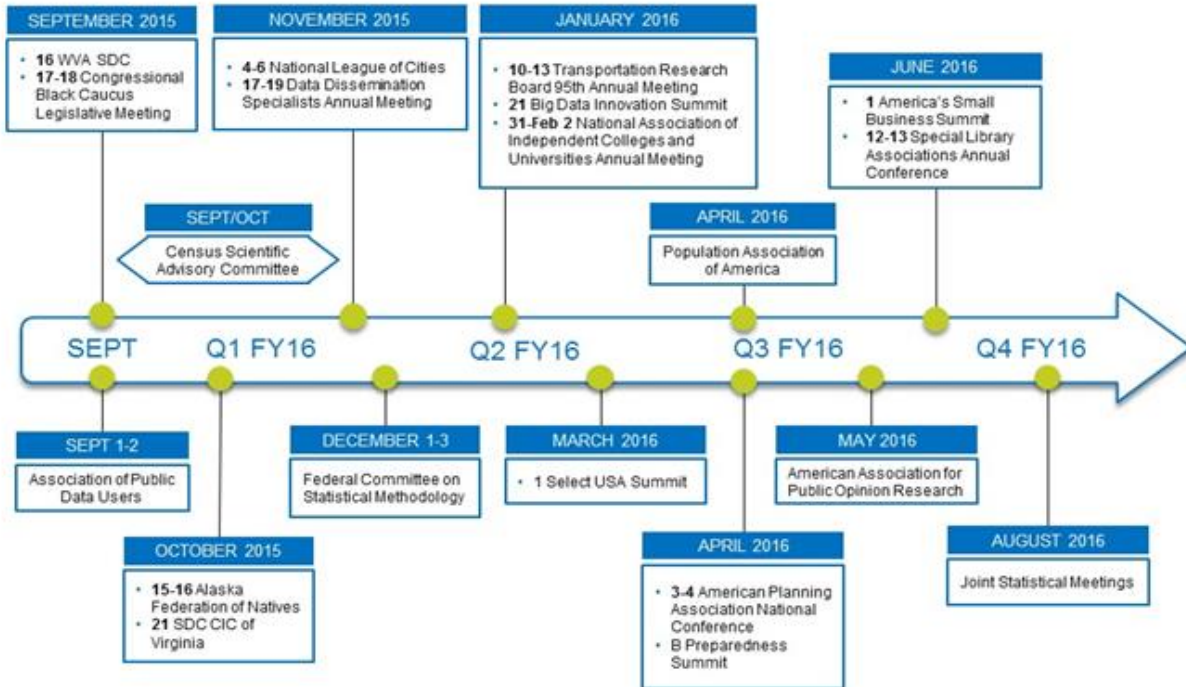 SEPTEMBER 2015
• 16 WVA SDC
• 17-18 Congressional
Black Caucus
Legislative Meeting
NOVEMBER 2015
• 4-6 National League of Cities
• 17-19 Data Dissemination
Specialists Annual Meeting
JANUARY 2016
• 10-13 Transportation Research
Board 95th Annual Meeting
• 21 Big Data Innovation Summit
• 31-Feb 2 National Association of
Independent Colleges and
Universities Annual Meeting
JUNE 2016
• 1 America's Small
Business Summit
• 12-13 Special Library
Associations Annual
Conference
SEPT/OCT
Census Scientific
Advisory Committee
APRIL 2016
Population Association
of America
SEPT Q1 FY16 Q2 FY16 Q3 FY16 Q4 FY16
SEPT 1-2
Association of Public
Data Users
DECEMBER 1-3
Federal Committee on
Statistical Methodology
MARCH 2016
• 1 Select USA Summit
MAY 2016
American Association for
Public Opinion Research
OCTOBER 2015
• 15-16 Alaska
Federation of Natives
• 21 SDC CIC of
Virginia
APRIL 2016
• 3-4 American Planning
Association National
Conference
• B Preparedness
Summit
AUGUST 2016
Joint Statistical Meetings